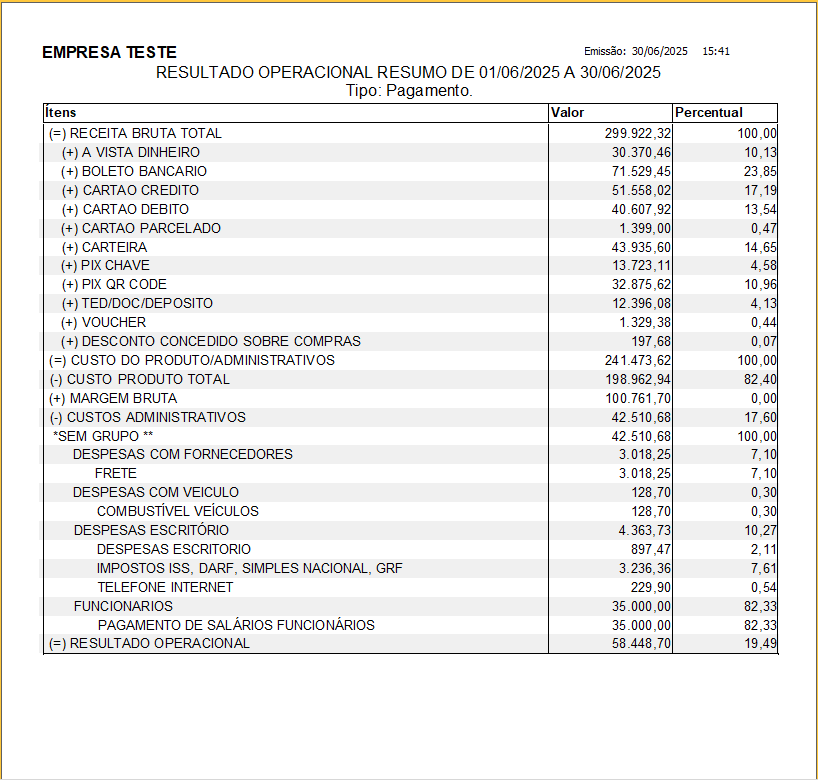 EMPRESA TESTE Emissão: 30/06/2025 15:41
RESULTADO OPERACIONAL RESUMO DE 01/06/2025 A 30/06/2025
Tipo: Pagamento.
Ítens Valor Percentual
(=) RECEITA BRUTA TOTAL 299.922,32 100,00
(+) A VISTA DINHEIRO 30.370,46 10,13
(+) BOLETO BANCARIO 71.529,45 23,85
(+) CARTAO CREDITO 51.558,02 17,19
(+) CARTAO DEBITO 40.607,92 13,54
(+) CARTAO PARCELADO 1.399,00 0,47
(+) CARTEIRA 43.935,60 14,65
(+) PIX CHAVE 13.723,11 4,58
(+) PIX QR CODE 32.875,62 10,96
(+) TED/DOC/DEPOSITO 12.396,08 4,13
(+) VOUCHER 1.329,38 0,44
(+) DESCONTO CONCEDIDO SOBRE COMPRAS 197,68 0,07
(=) CUSTO DO PRODUTO/ADMINISTRATIVOS 241.473,62 100,00
(-) CUSTO PRODUTO TOTAL 198.962,94 82,40
(+) MARGEM BRUTA 100.761,70 0,00
(-) CUSTOS ADMINISTRATIVOS 42.510,68 17,60
*SEM GRUPO ** 42.510,68 100,00
DESPESAS COM FORNECEDORES 3.018,25 7,10
FRETE 3.018,25 7,10
DESPESAS COM VEICULO 128,70 0,30
COMBUSTÍVEL VEÍCULOS 128,70 0,30
DESPESAS ESCRITÓRIO 4.363,73 10,27
DESPESAS ESCRITORIO 897,47 2,11
IMPOSTOS ISS, DARF, SIMPLES NACIONAL, GRF 3.236,36 7,61
TELEFONE INTERNET 229,90 0,54
FUNCIONARIOS 35.000,00 82,33
PAGAMENTO DE SALÁRIOS FUNCIONÁRIOS 35.000,00 82,33
(=) RESULTADO OPERACIONAL 58.448,70 19,49